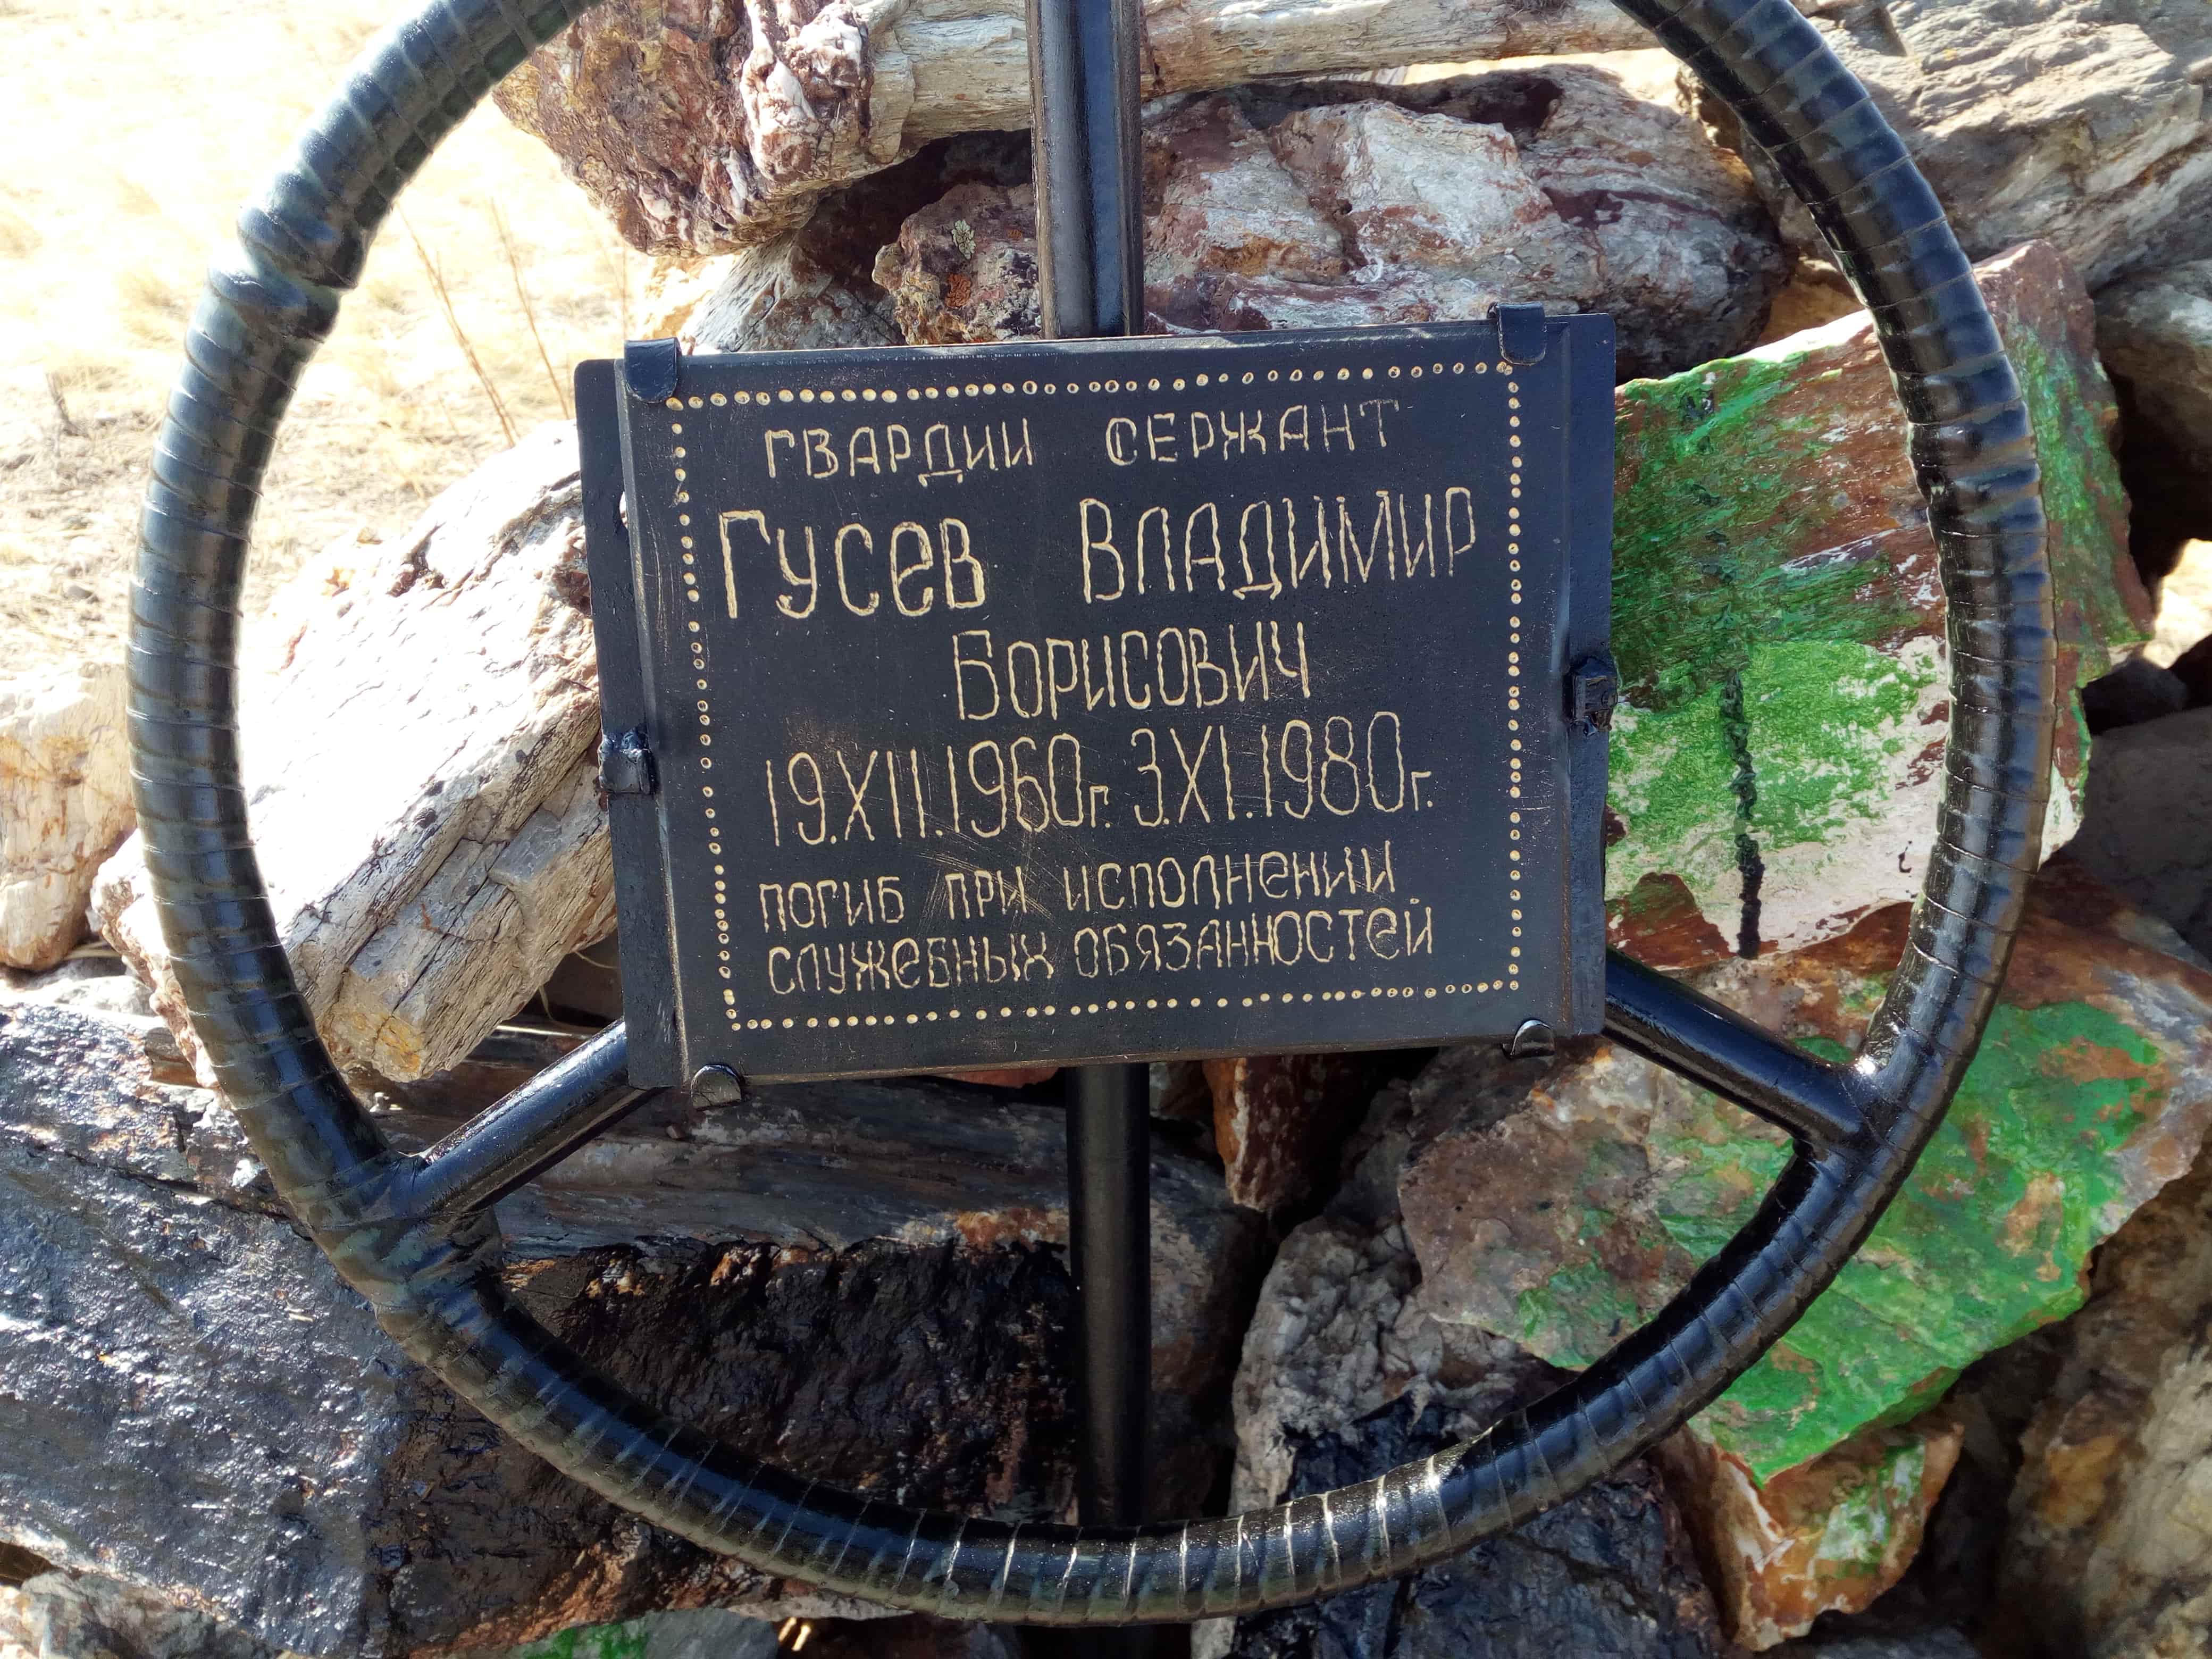 ГВАРДИИ СЕРЖАНТ
ГУСЕВ ВЛАДИМИР
БОРИСОВИЧ
19.XII.1960г. 3.XI.1980г.
ПОГИБ ПРИ ИСПОЛНЕНИИ
СЛУЖЕБНЫХ ОБЯЗАННОСТЕЙ